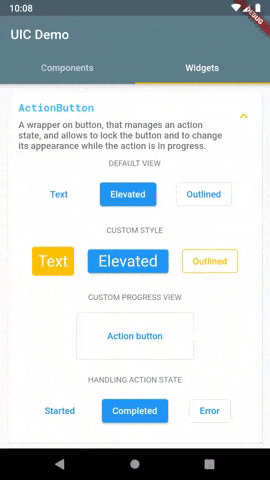 10:08
DEBUG
UIC Demo
Components
Widgets
ActionButton
A wrapper on button, that manages an action
state, and allows to lock the button and to change
its appearance while the action is in progress.
DEFAULT VIEW
Text
Elevated
Outlined
CUSTOM STYLE
Text
Elevated
Outlined
CUSTOM PROGRESS VIEW
Action button
HANDLING ACTION STATE
Started
Completed
Error